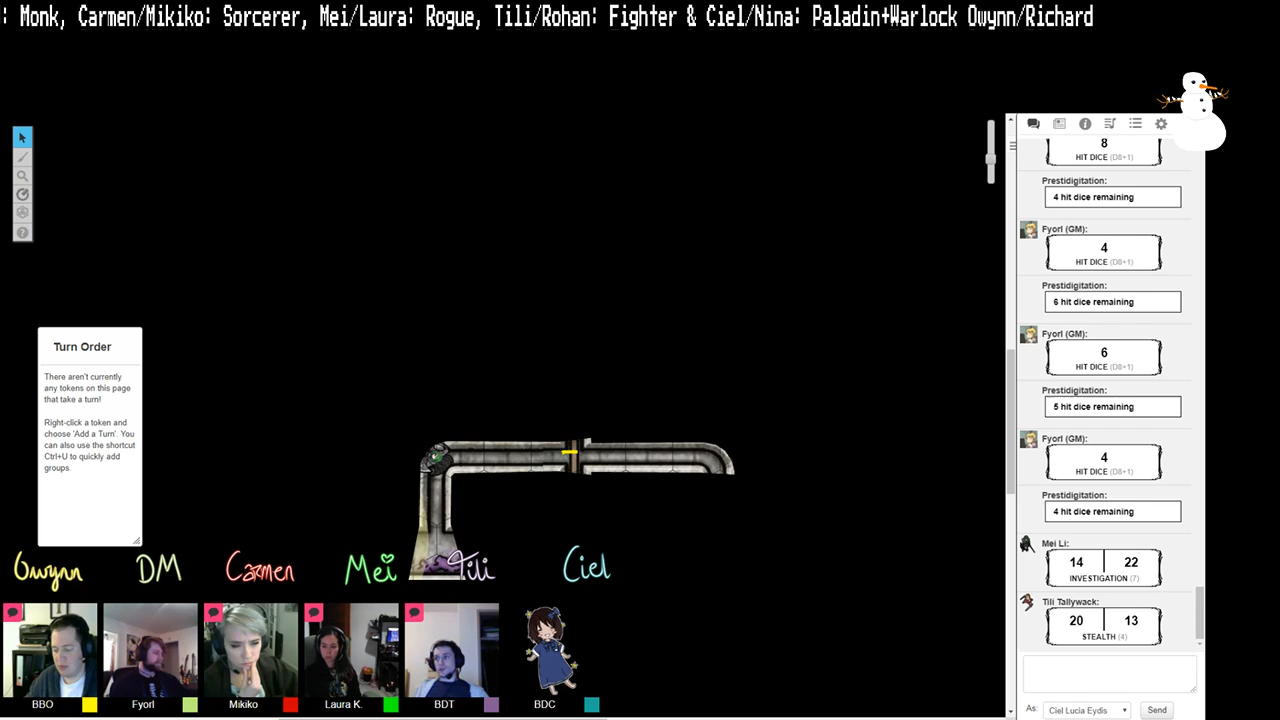 : Monk, Carmen/Mikiko: Sorcerer, Mei/Laura: Rogue, Tili/Rohan: Fighter & Ciel/Nina: Paladin+Warlock Owynn/Richard
8
HIT DICE (D8+1)
Prestidigitation:
4 hit dice remaining
Fyorl (GM):
4
HIT DICE (D8+1)
Prestidigitation:
6 hit dice remaining
Fyorl (GM):
6
HIT DICE (D8+1)
Prestidigitation:
5 hit dice remaining
Fyorl (GM):
4
HIT DICE (D8+1)
Prestidigitation:
4 hit dice remaining
Mei Li:
14 22
INVESTIGATION (7)
Tili Tallywack:
20 13
STEALTH (4)
As: Ciel Lucia Eydis Send
Turn Order
There aren't currently
any tokens on this page
that take a turn!
Right-click a token and
choose 'Add a Turn'. You
can also use the shortcut
Ctrl+U to quickly add
groups.
Owynn DM Carmen Mei Tili Ciel
BBO Fyorl Mikiko Laura K. BDT BDC